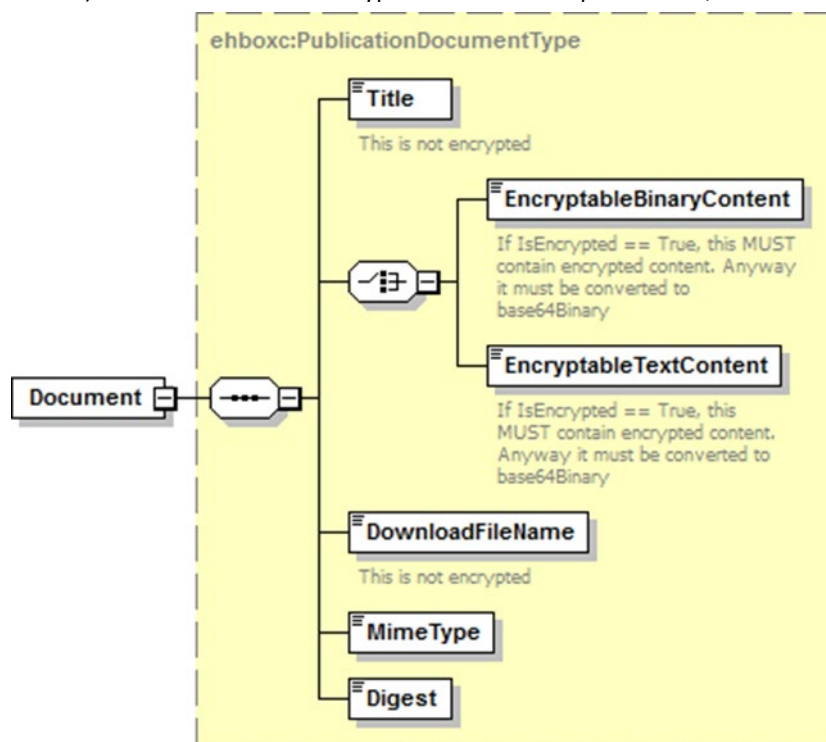 ehboxc:PublicationDocumentType
Title
This is not encrypted
EncryptableBinaryContent
If IsEncrypted == True, this MUST
contain encrypted content. Anyway
it must be converted to
base64Binary
EncryptableTextContent
If IsEncrypted == True, this
MUST contain encrypted content.
Anyway it must be converted to
base64Binary
Document
DownloadFileName
This is not encrypted
MimeType
Digest